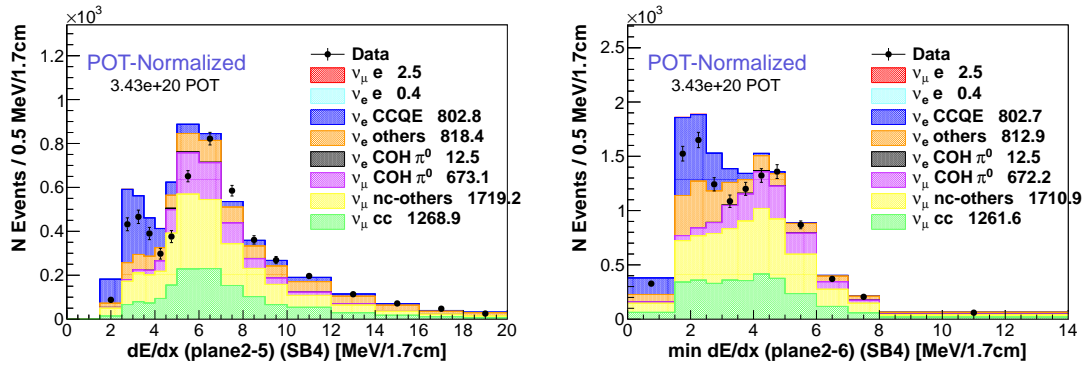 ×10³
N Events / 0.5 MeV/1.7cm
1.2
1
0.8
0.6
0.4
0.2
0
POT-Normalized
3.43e+20 POT
Data
νμ e 2.5
νe e 0.4
νe CCQE 802.8
νe others 818.4
νe COH π⁰ 12.5
νμ COH π⁰ 673.1
νμ nc-others 1719.2
νμ cc 1268.9
0 2 4 6 8 10 12 14 16 18 20
dE/dx (plane2-5) (SB4) [MeV/1.7cm]
×10³
N Events / 0.5 MeV/1.7cm
2.5
2
1.5
1
0.5
0
POT-Normalized
3.43e+20 POT
Data
νμ e 2.5
νe e 0.4
νe CCQE 802.7
νe others 812.9
νe COH π⁰ 12.5
νμ COH π⁰ 672.2
νμ nc-others 1710.9
νμ cc 1261.6
0 2 4 6 8 10 12 14
min dE/dx (plane2-6) (SB4) [MeV/1.7cm]